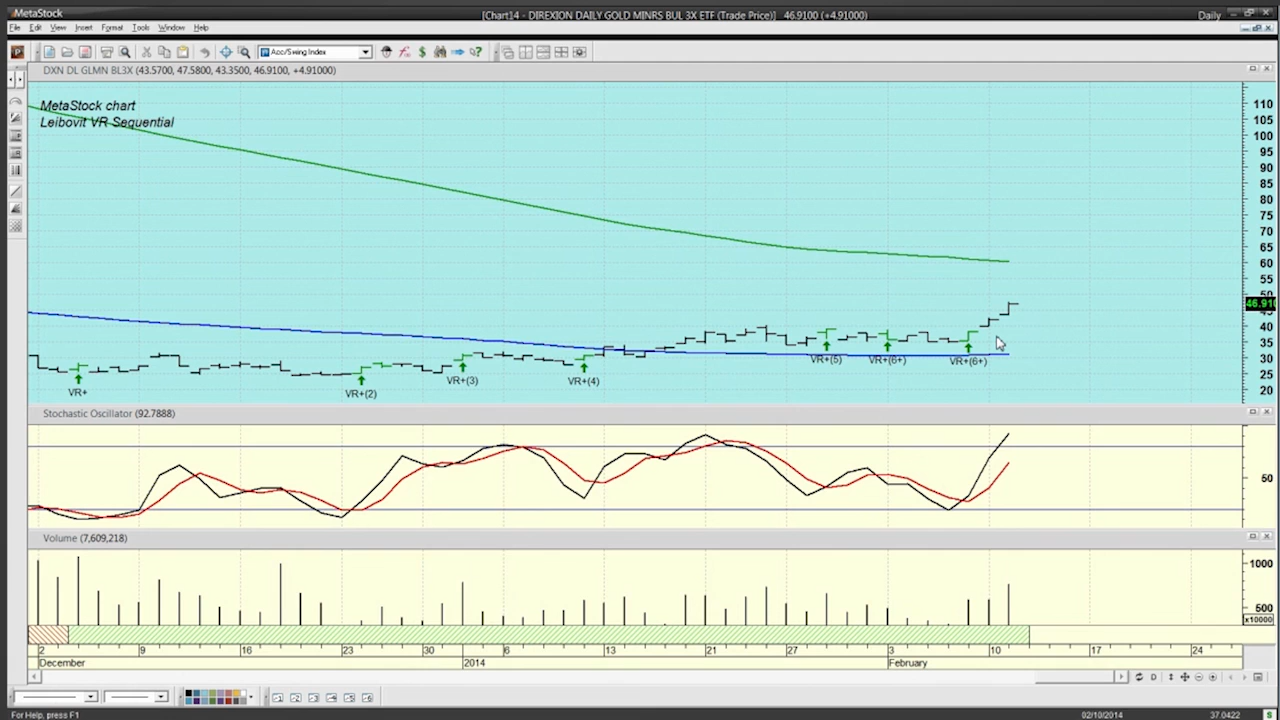 MetaStock
[Chart14 - DIREXION DAILY GOLD MINRS BUL 3X ETF (Trade Price)] 46.9100 (+4.91000)
Daily
File Edit View Insert Format Tools Window Help
Acc/Swing Index
DXN DL GLMN BL3X (43.5700, 47.5800, 43.3500, 46.9100, +4.91000)
MetaStock chart
Leibovit VR Sequential
110
105
100
95
90
85
80
75
70
65
60
55
50
46.910
45
40
35
30
25
20
VR+
VR+(2)
VR+(3)
VR+(4)
VR+(5)
VR+(6+)
VR+(6+)
Stochastic Oscillator (92.7888)
50
Volume (7,609,218)
1000
500
x10000
2 9 16 23 30 6 13 21 27 3 10 17 24
December 2014 February
For Help, press F1
02/10/2014
37.0422